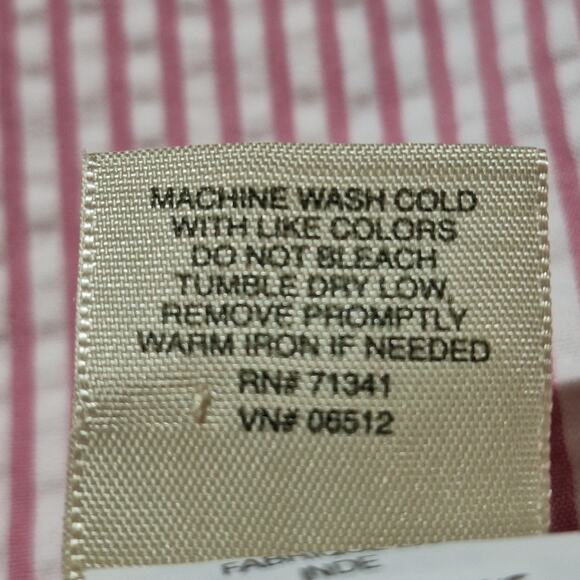 MACHINE WASH COLD
WITH LIKE COLORS
DO NOT BLEACH
TUMBLE DRY LOW,
REMOVE PROMPTLY
WARM IRON IF NEEDED
RN# 71341
VN# 06512
INDE